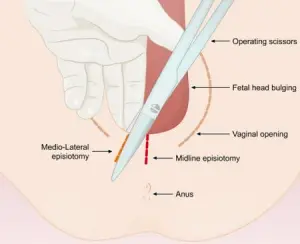 Operating scissors
Fetal head bulging
Vaginal opening
Medio-Lateral
episiotomy
Midline episiotomy
Anus